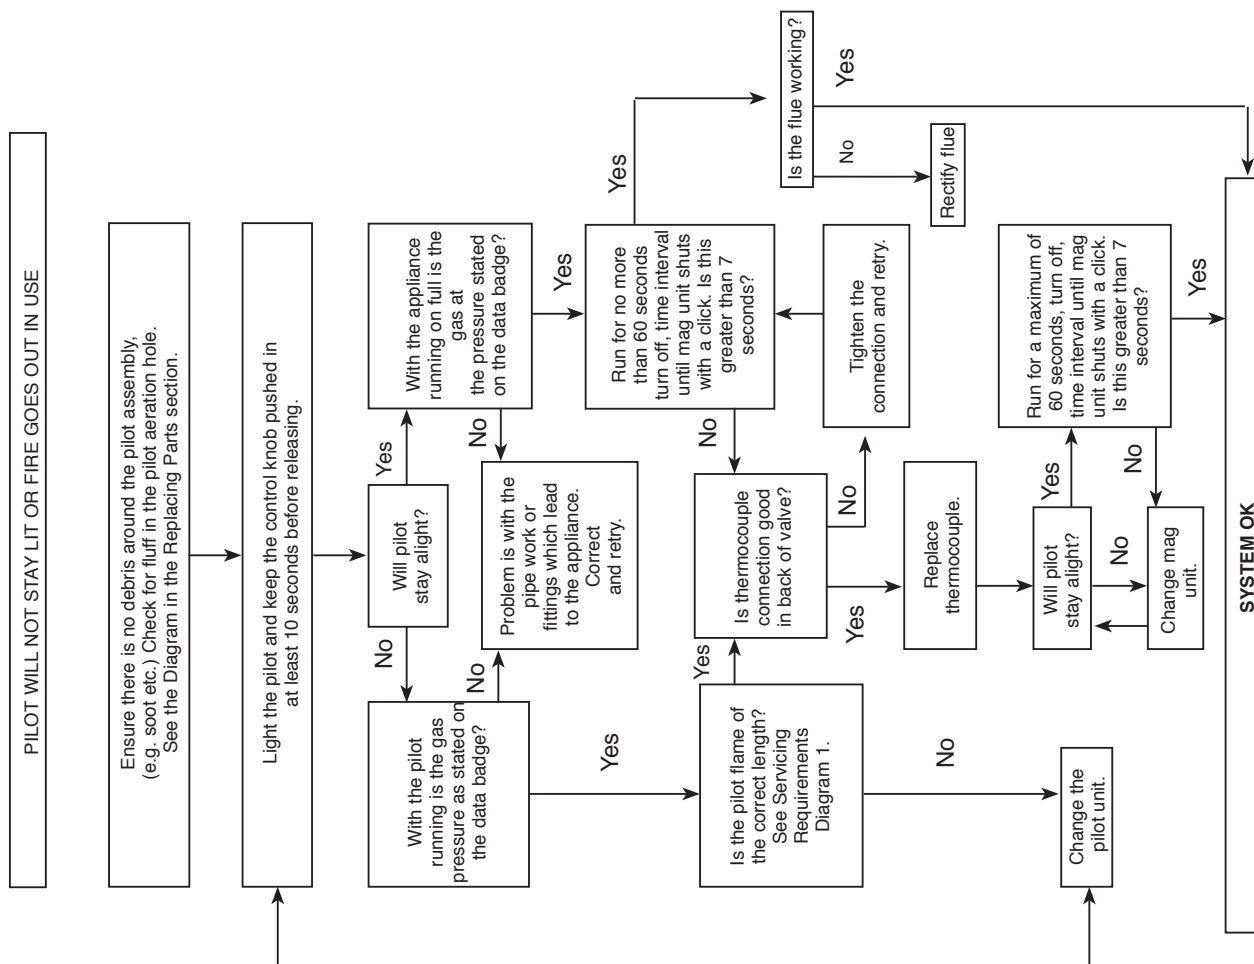 PILOT WILL NOT STAY LIT OR FIRE GOES OUT IN USE
Ensure there is no debris around the pilot assembly,
(e.g. soot etc.) Check for fluff in the pilot aeration hole.
See the Diagram in the Replacing Parts section.
Light the pilot and keep the control knob pushed in
at least 10 seconds before releasing.
Will pilot
stay alight?
No
Yes
With the pilot
running is the gas
pressure as stated on
the data badge?
No
Yes
With the appliance
running on full is the
gas at
the pressure stated
on the data badge?
No
Yes
Problem is with the
pipe work or
fittings which lead
to the appliance.
Correct
and retry.
Run for no more
than 60 seconds
turn off, time interval
until mag unit shuts
with a click. Is this
greater than 7
seconds?
No
Yes
Is the pilot flame of
the correct length?
See Servicing
Requirements
Diagram 1.
Yes
No
Is thermocouple
connection good
in back of valve?
Yes
No
Tighten the
connection and retry.
Is the flue working?
No
Yes
Rectify flue
Replace
thermocouple.
Will pilot
stay alight?
Yes
No
Change mag
unit.
Run for a maximum of
60 seconds, turn off,
time interval until mag
unit shuts with a click.
Is this greater than 7
seconds?
No
Yes
Change the
pilot unit.
SYSTEM OK